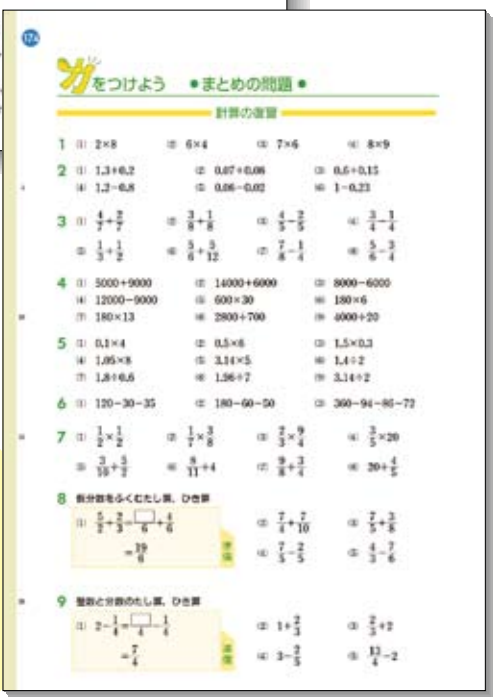 力をつけよう ●まとめの問題●
計算の復習
1 (1) 2×8 (2) 6×4 (3) 7×6 (4) 8×9
2 (1) 1.3+0.2 (2) 0.07+0.06 (3) 0.6+0.15
(4) 1.2−0.8 (5) 0.06−0.02 (6) 1−0.23
3 (1) 4/7+2/7 (2) 3/8+1/8 (3) 4/5−2/5 (4) 3/4−1/4
(5) 1/3+1/2 (6) 5/6+5/12 (7) 7/8−1/4 (8) 5/6−3/4
4 (1) 5000+9000 (2) 14000+6000 (3) 8000−6000
(4) 12000−9000 (5) 600×30 (6) 180×6
(7) 180×13 (8) 2800÷700 (9) 4000÷20
5 (1) 0.1×4 (2) 0.5×6 (3) 1.5×0.3
(4) 1.05×8 (5) 3.14×5 (6) 1.4÷2
(7) 1.8÷0.6 (8) 1.96÷7 (9) 3.14÷2
6 (1) 120−30−35 (2) 180−60−50 (3) 360−94−86−72
7 (1) 1/2×1/2 (2) 1/7×3/8 (3) 2/3×9/4 (4) 3/5×20
(5) 3/10÷5/2 (6) 8/11÷4 (7) 9/8÷3/4 (8) 20÷4/5
8 仮分数をふくむたし算、ひき算
(1) 5/2+2/3=□/6+4/6 (2) 7/4+7/10 (3) 7/5+3/8
=19/6 (4) 7/5−2/5 (5) 4/3−7/6
9 整数と分数のたし算、ひき算
(1) 2−1/4=□/4−1/4 (2) 1+2/3 (3) 2/3+2
=7/4 (4) 3−2/5 (5) 13/4−2